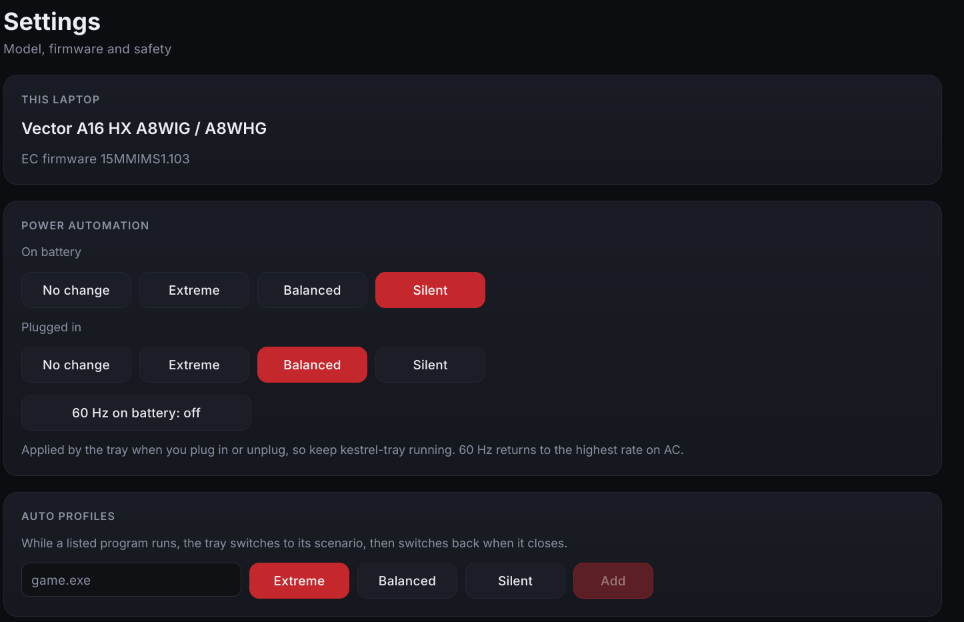 Settings
Model, firmware and safety
THIS LAPTOP
Vector A16 HX A8WIG / A8WHG
EC firmware 15MMIMS1.103
POWER AUTOMATION
On battery
No change Extreme Balanced Silent
Plugged in
No change Extreme Balanced Silent
60 Hz on battery: off
Applied by the tray when you plug in or unplug, so keep kestrel-tray running. 60 Hz returns to the highest rate on AC.
AUTO PROFILES
While a listed program runs, the tray switches to its scenario, then switches back when it closes.
game.exe Extreme Balanced Silent Add